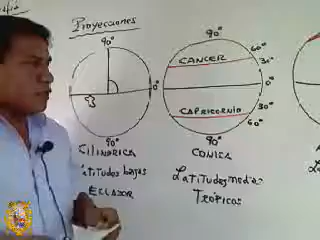 Proyecciones
90°
0°
90°
CILINDRICA
Latitudes bajas
ECUADOR
90°
60°
30°
CANCER
0°
CAPRICORNIO
30°
60°
90°
CONICA
Latitudes medias
TRÓPICOS